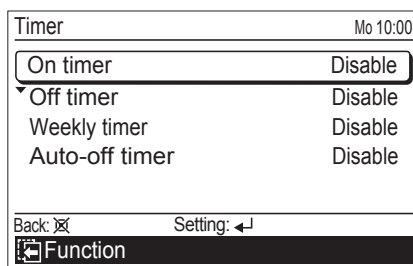 Timer Mo 10:00
On timer Disable
Off timer Disable
Weekly timer Disable
Auto-off timer Disable
Back: Setting:
Function